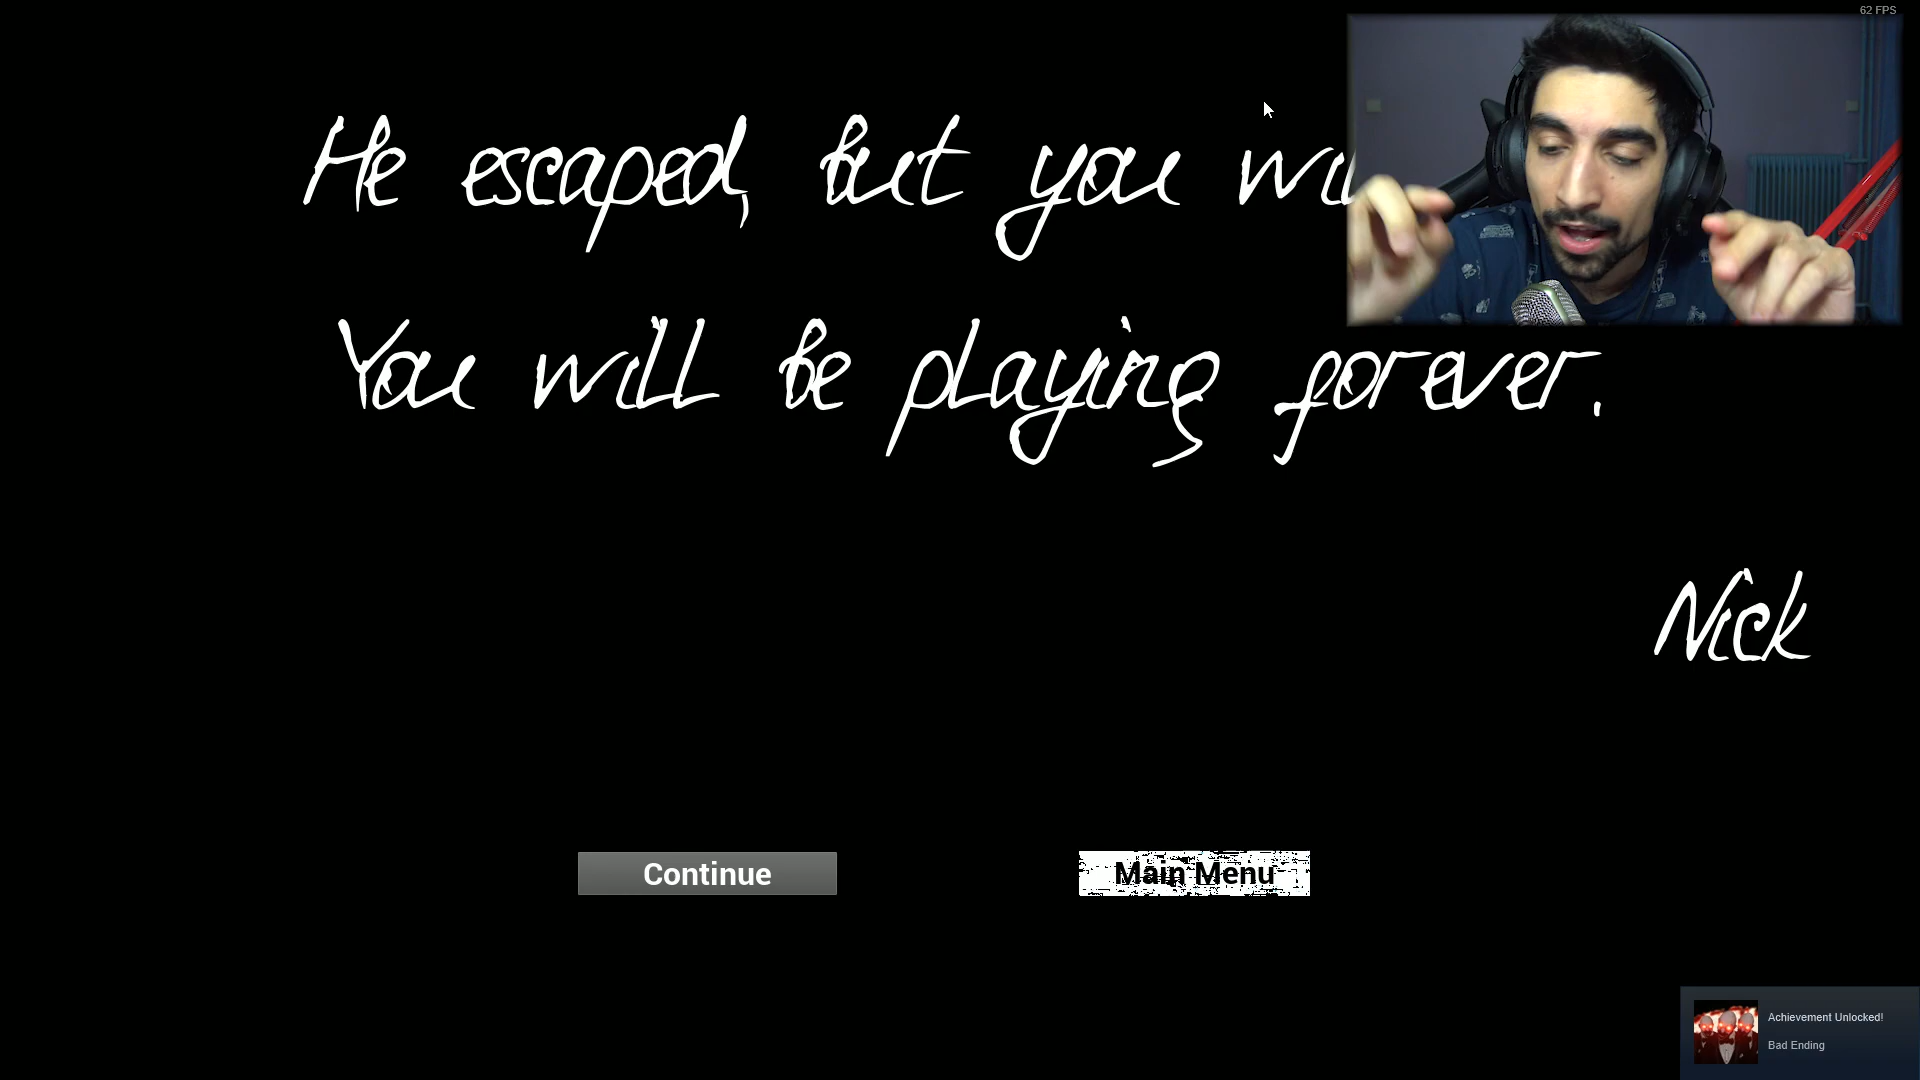 62 FPS
He escaped, but you
You will be playing forever.
Nick
Continue
Main Menu
Achievement Unlocked!
Bad Ending